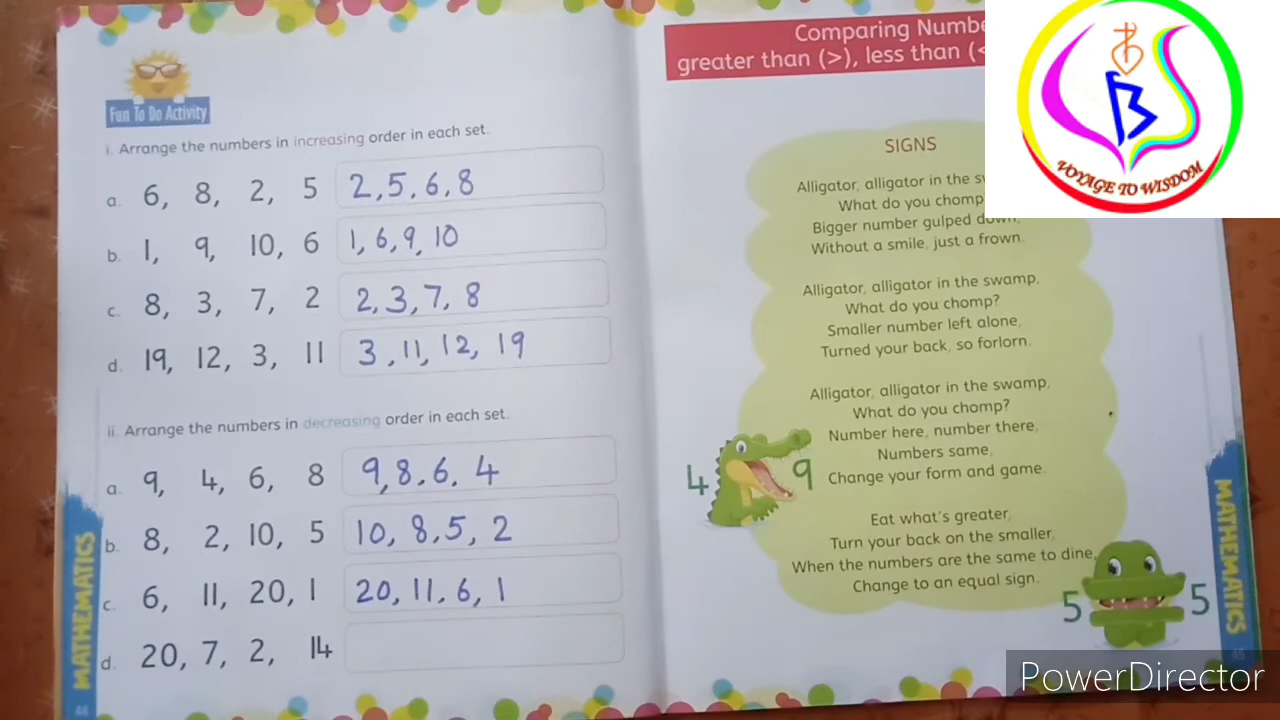 Fun To Do Activity
i. Arrange the numbers in increasing order in each set.
a. 6, 8, 2, 5 2,5,6,8
b. 1, 9, 10, 6 1,6,9,10
c. 8, 3, 7, 2 2,3,7,8
d. 19, 12, 3, 11 3,11,12,19
ii. Arrange the numbers in decreasing order in each set.
a. 9, 4, 6, 8 9,8.6.4
b. 8, 2, 10, 5 10,8.5,2
c. 6, 11, 20, 1 20,11.6,1
d. 20, 7, 2, 14
MATHEMATICS
44
Comparing
greater than (>), less than
SIGNS
Alligator, alligator in the
What do you chomp
Bigger number gulped down,
Without a smile, just a frown.
Alligator, alligator in the swamp,
What do you chomp?
Smaller number left alone,
Turned your back, so forlorn.
Alligator, alligator in the swamp,
What do you chomp?
Number here, number there,
Numbers same,
Change your form and game.
4 9
Eat what's greater,
Turn your back on the smaller,
When the numbers are the same to dine,
Change to an equal sign.
5 5
MATHEMATICS
45
B
VOYAGE TO WISDOM
PowerDirector